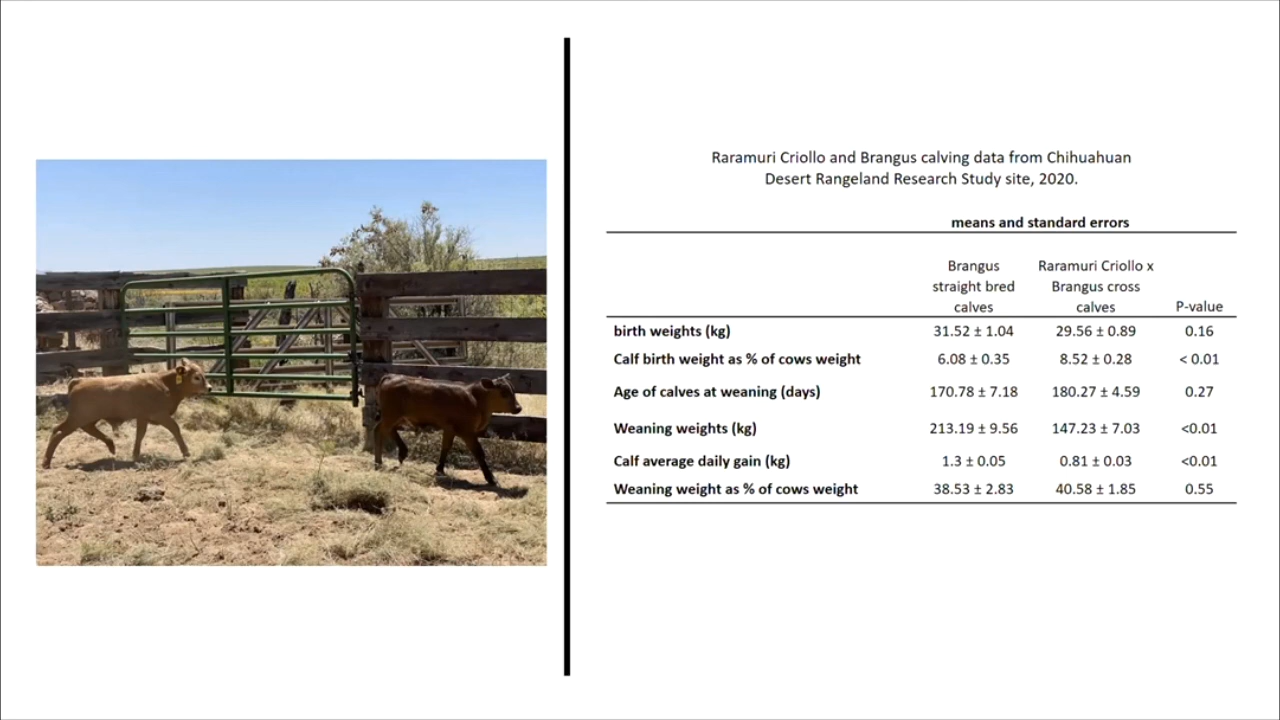 Raramuri Criollo and Brangus calving data from Chihuahuan
Desert Rangeland Research Study site, 2020.
means and standard errors
Brangus straight bred calves Raramuri Criollo x Brangus cross calves P-value
birth weights (kg) 31.52 ± 1.04 29.56 ± 0.89 0.16
Calf birth weight as % of cows weight 6.08 ± 0.35 8.52 ± 0.28 < 0.01
Age of calves at weaning (days) 170.78 ± 7.18 180.27 ± 4.59 0.27
Weaning weights (kg) 213.19 ± 9.56 147.23 ± 7.03 <0.01
Calf average daily gain (kg) 1.3 ± 0.05 0.81 ± 0.03 <0.01
Weaning weight as % of cows weight 38.53 ± 2.83 40.58 ± 1.85 0.55